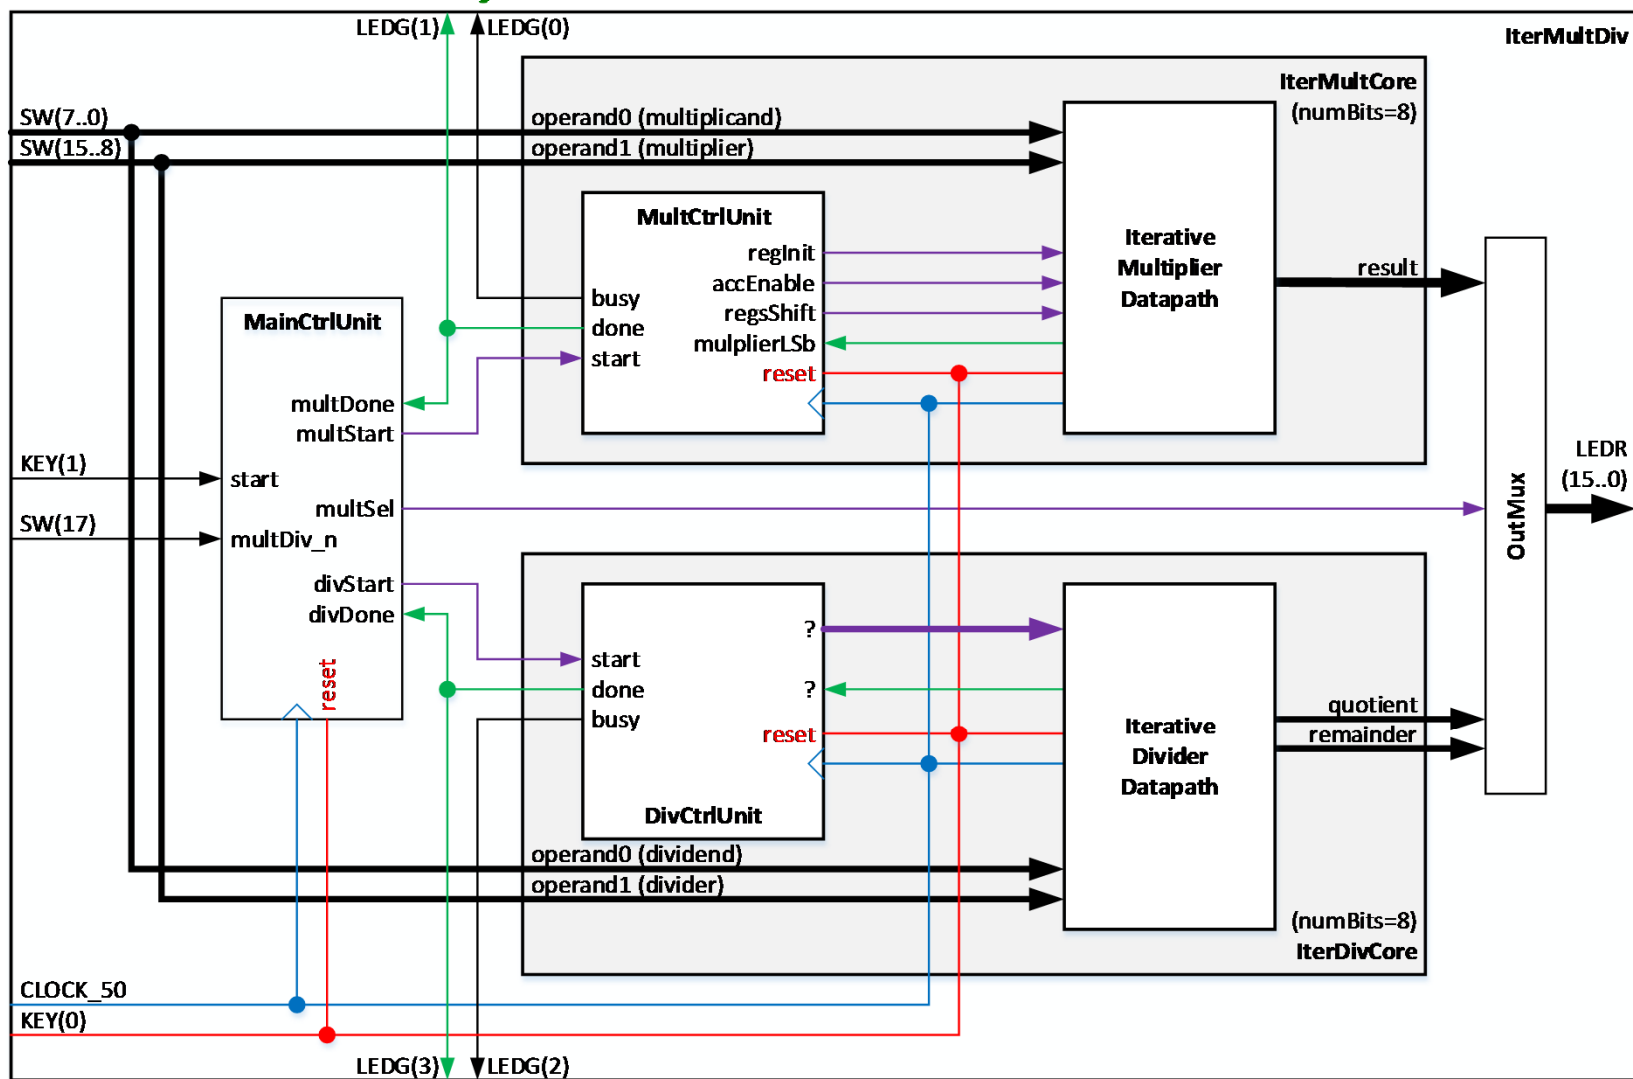 LEDG(1)
LEDG(0)
IterMultDiv
IterMultCore
(numBits=8)
SW(7..0)
operand0 (multiplicand)
SW(15..8)
operand1 (multiplier)
MultCtrlUnit
regInit
accEnable
regsShift
mulplierLSb
reset
busy
done
start
Iterative
Multiplier
Datapath
result
MainCtrlUnit
multDone
multStart
KEY(1)
start
multSel
SW(17)
multDiv_n
divStart
divDone
reset
LEDR
(15..0)
OutMux
?
start
done
?
busy
reset
DivCtrlUnit
Iterative
Divider
Datapath
quotient
remainder
operand0 (dividend)
operand1 (divider)
(numBits=8)
IterDivCore
CLOCK_50
KEY(0)
LEDG(3)
LEDG(2)